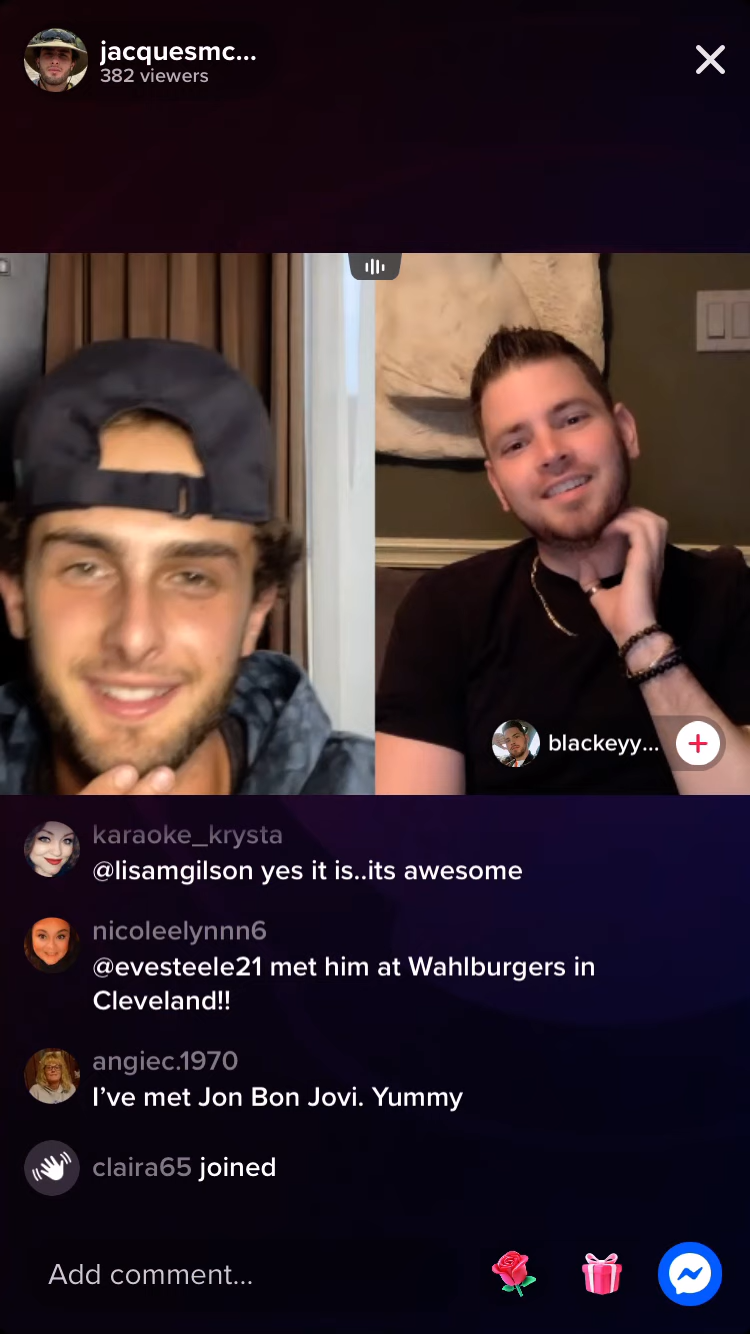 jacquesmc...
382 viewers
blackeyy...
karaoke_krysta
@lisamgilson yes it is..its awesome
nicoleelynnn6
@evesteele21 met him at Wahlburgers in
Cleveland!!
angiec.1970
I’ve met Jon Bon Jovi. Yummy
claira65 joined
Add comment...